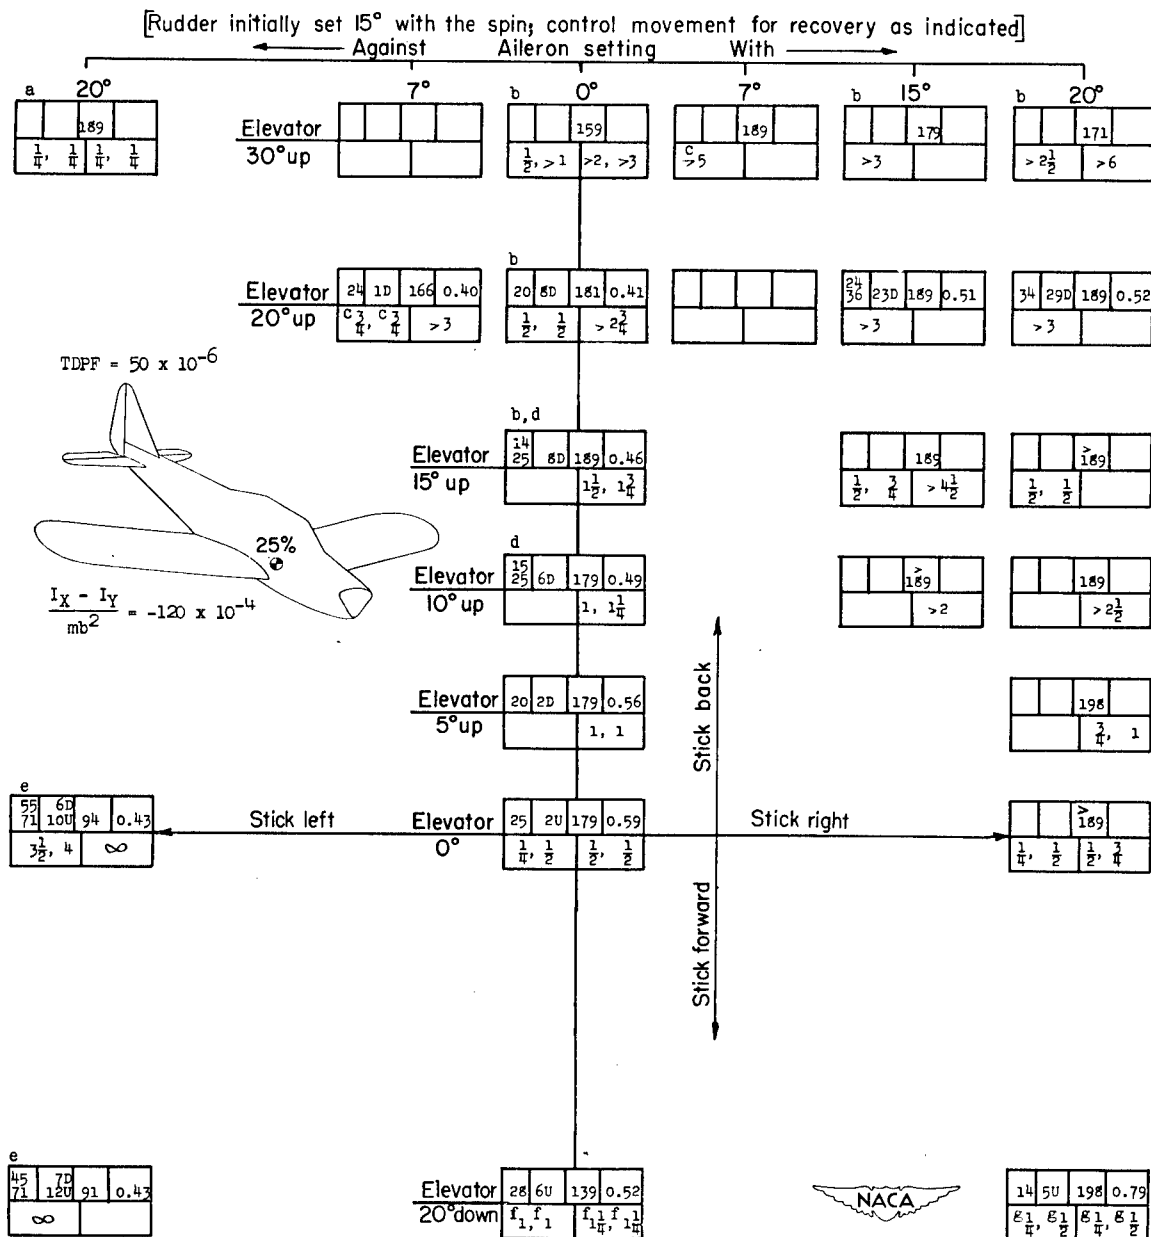 [Rudder initially set 15° with the spin; control movement for recovery as indicated]
Against Aileron setting With
20° 7° 0° 7° 15° 20°
a b b b
Elevator 30° up
189 159 189 179 171
1/4, 1/4 1/4, 1/4 1/2, >1 >2, >3 c >5 >3 >2 1/2 >6
b
Elevator 20° up
24 1D 166 0.40 20 8D 181 0.41 24 36 23D 189 0.51 34 29D 189 0.52
c 3/4, c 3/4 >3 1/2, 1/2 >2 3/4 >3 >3
TDPF = 50 x 10^-6
b, d
Elevator 15° up
14 25 8D 189 0.46 189 >189
1 1/2, 1 3/4 1/2, 3/4 >4 1/2 1/2, 1/2
25%
d
Elevator 10° up
15 25 6D 179 0.49 >189 189
1, 1 1/4 >2 >2 1/2
I_X - I_Y / mb^2 = -120 x 10^-4
Stick back
Elevator 5° up
20 2D 179 0.56 198
1, 1 3/4, 1
e
55 71 6D 10U 94 0.43
3 1/2, 4 ∞
Stick left
Elevator 0°
25 2U 179 0.59
1/4, 1/2 1/2, 1/2
Stick right
>189
1/4, 1/2 1/2, 3/4
Stick forward
e
45 71 7D 12U 91 0.43
∞
Elevator 20° down
28 6U 139 0.52
f 1, f 1 f 1 1/4, f 1 1/4
NACA
14 5U 198 0.79
g 1/4, g 1/2 g 1/4, g 1/2